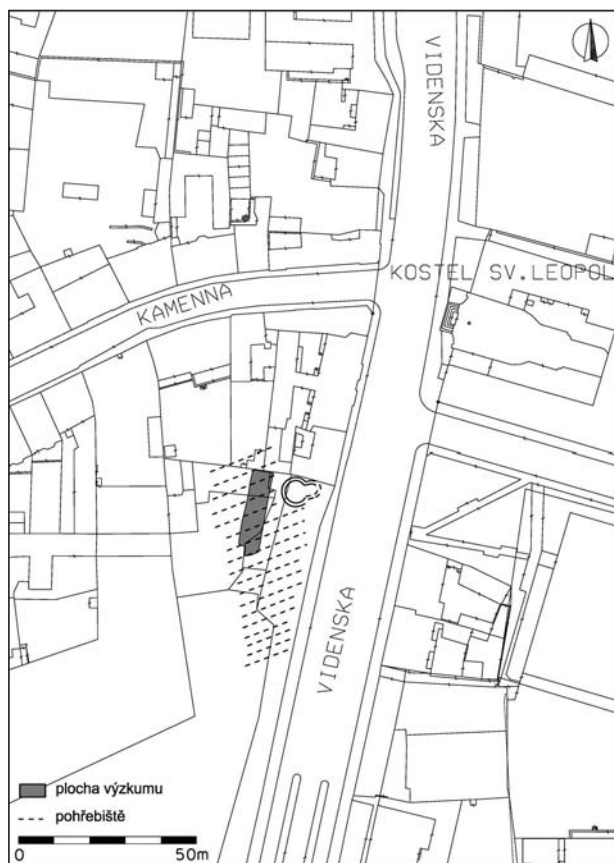 VIDENSKA
KOSTEL SV.LEOPOL
KAMENNA
VIDENSKA
plocha výzkumu
pohřebiště
0 50m